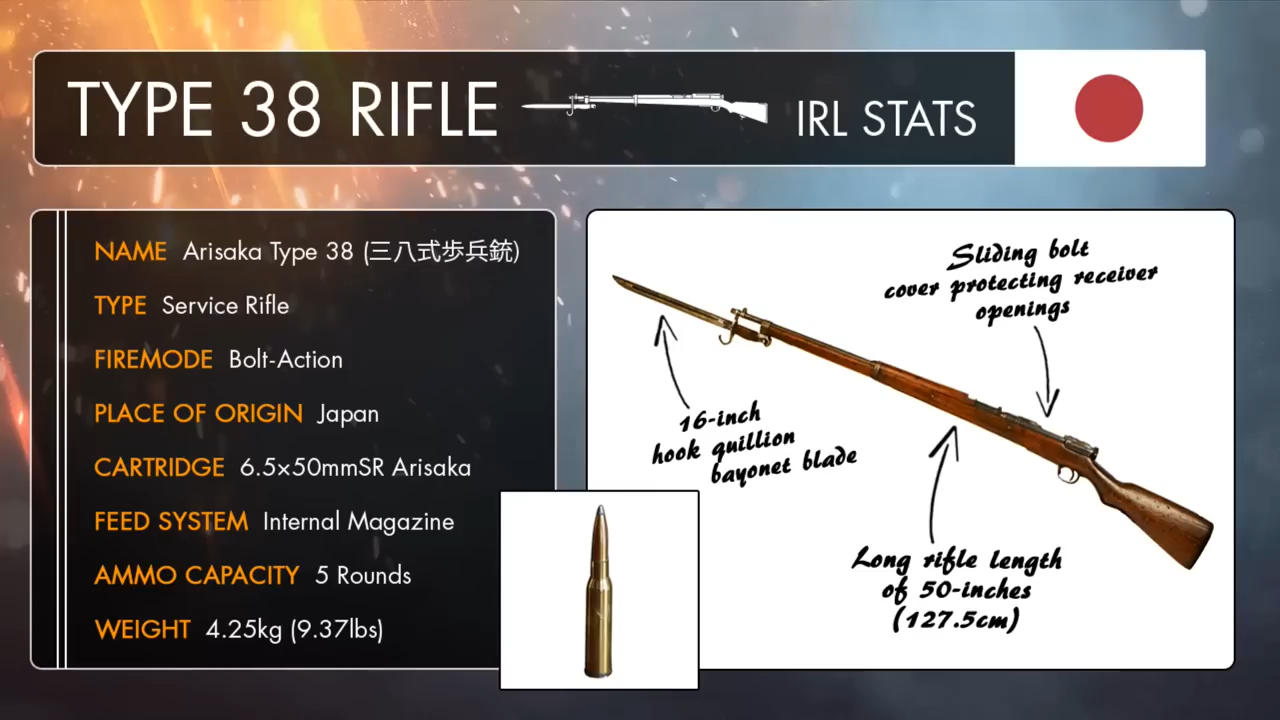 TYPE 38 RIFLE
IRL STATS
NAME Arisaka Type 38 (三八式歩兵銃)
TYPE Service Rifle
FIREMODE Bolt-Action
PLACE OF ORIGIN Japan
CARTRIDGE 6.5×50mmSR Arisaka
FEED SYSTEM Internal Magazine
AMMO CAPACITY 5 Rounds
WEIGHT 4.25kg (9.37lbs)
Sliding bolt
cover protecting receiver
openings
16-inch
hook quillion
bayonet blade
Long rifle length
of 50-inches
(127.5cm)